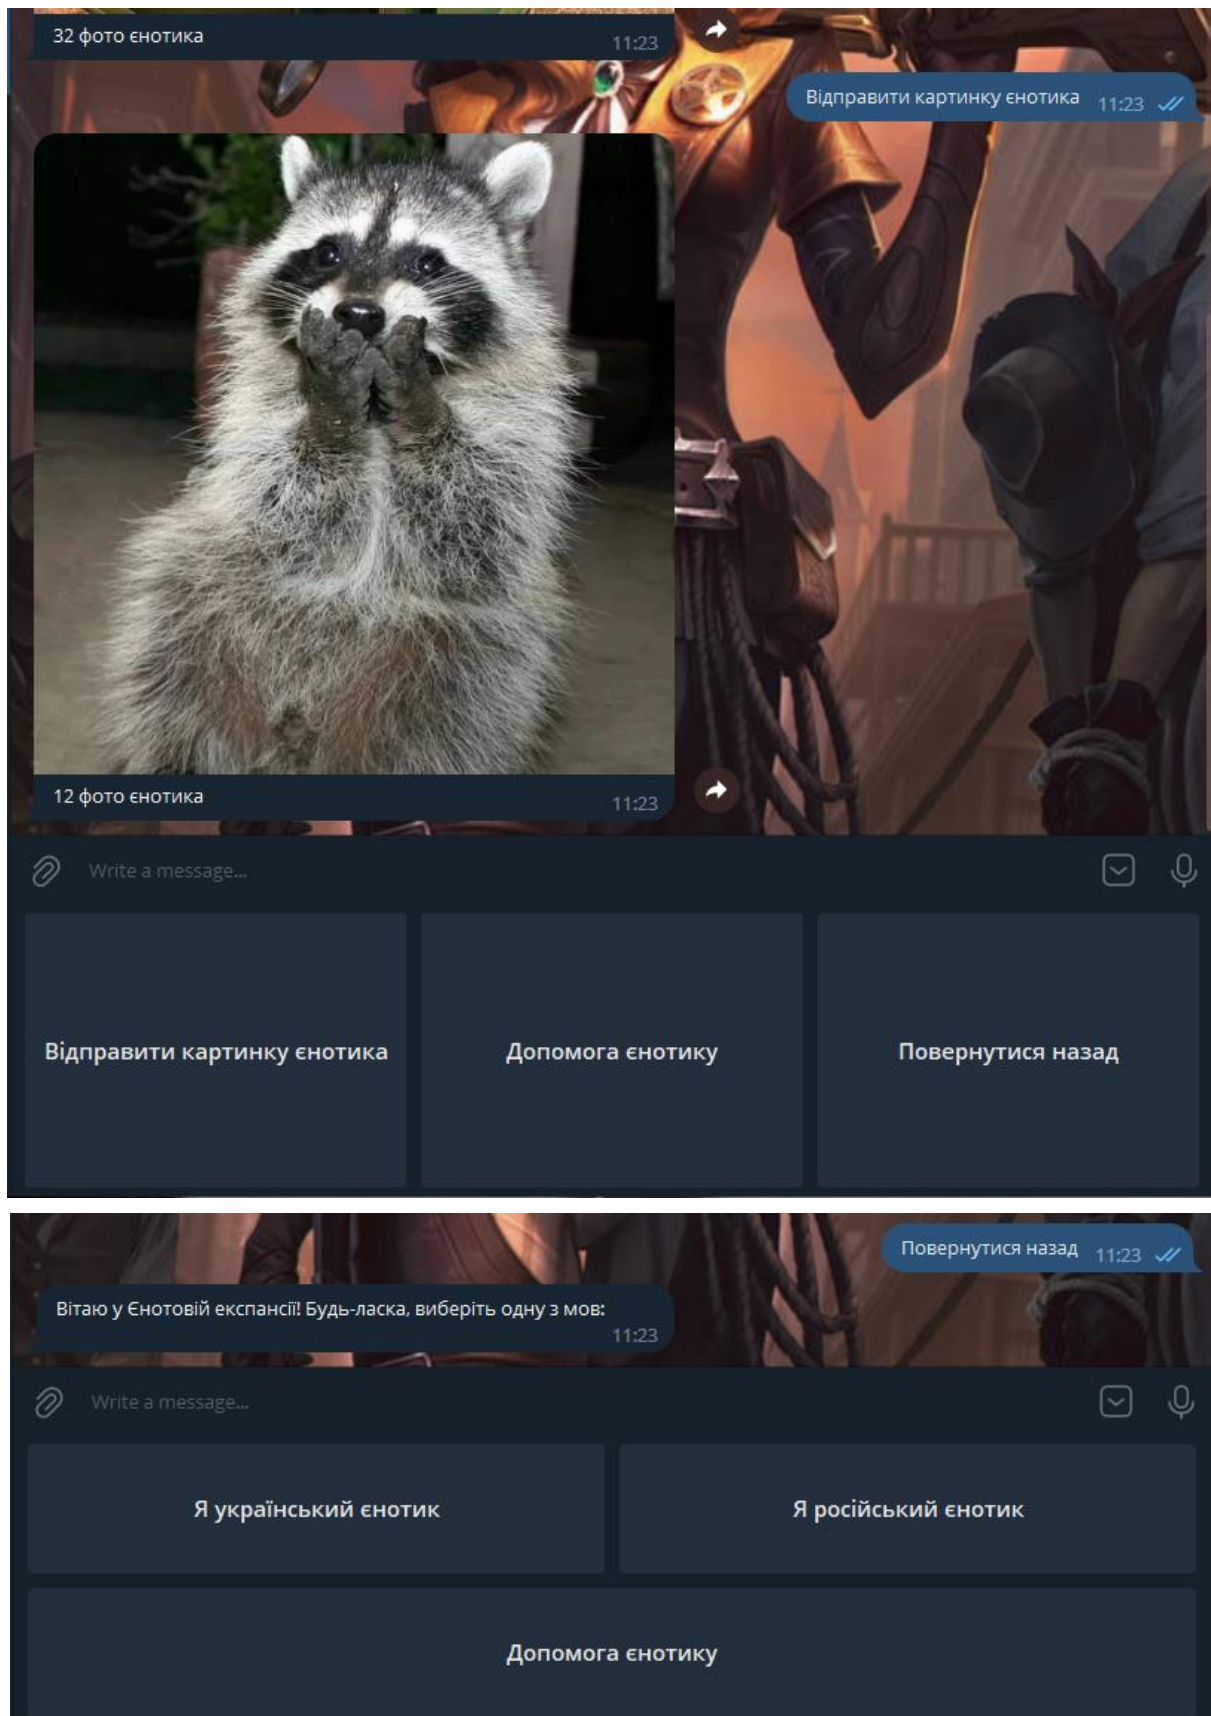 32 фото єнотика
11:23
Відправити картинку єнотика 11:23
12 фото єнотика
11:23
Write a message...
Відправити картинку єнотика
Допомога єнотику
Повернутися назад
Повернутися назад 11:23
Вітаю у Єнотовій експансії! Будь-ласка, виберіть одну з мов:
11:23
Write a message...
Я український єнотик
Я російський єнотик
Допомога єнотику